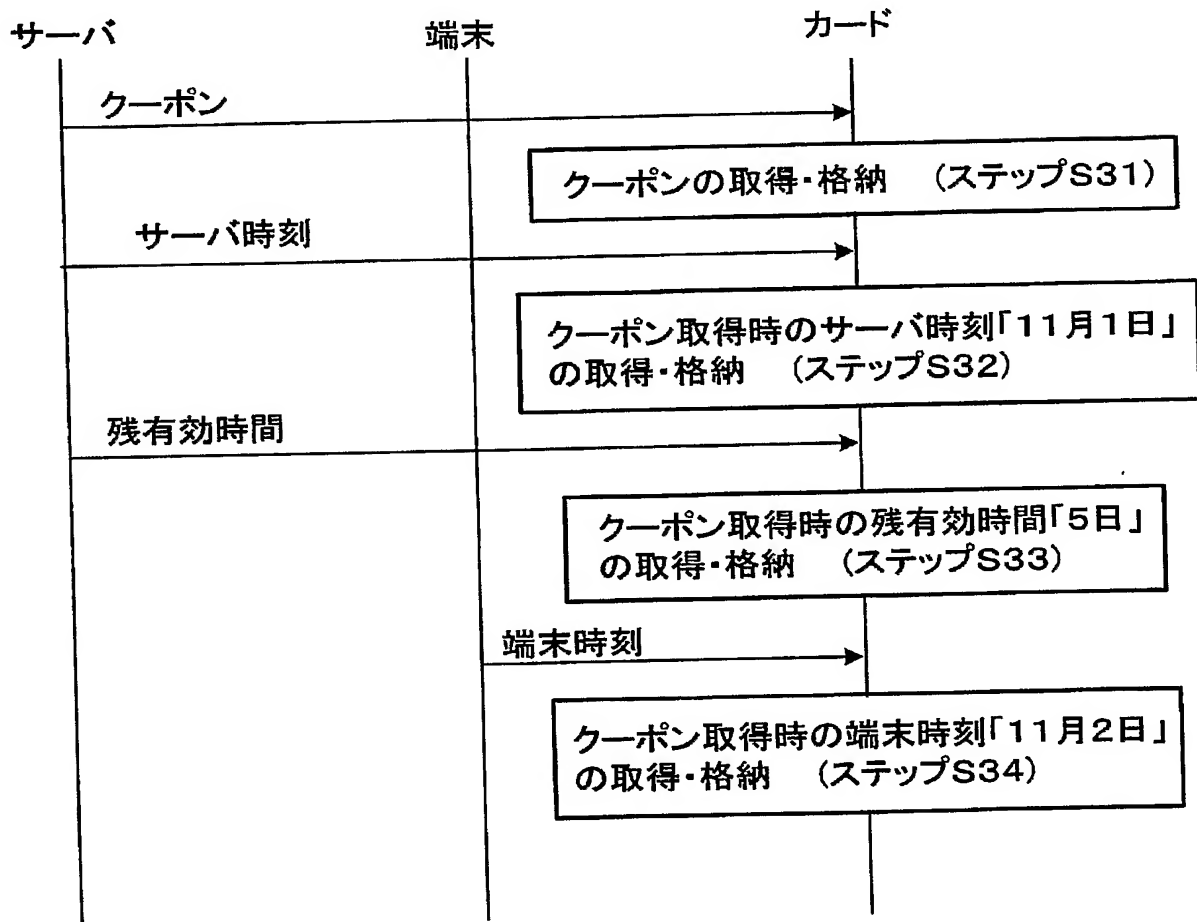 サーバ
端末
カード
クーポン
クーポンの取得・格納　（ステップS31）
サーバ時刻
クーポン取得時のサーバ時刻「11月1日」
の取得・格納　（ステップS32）
残有効時間
クーポン取得時の残有効時間「5日」
の取得・格納　（ステップS33）
端末時刻
クーポン取得時の端末時刻「11月2日」
の取得・格納　（ステップS34）